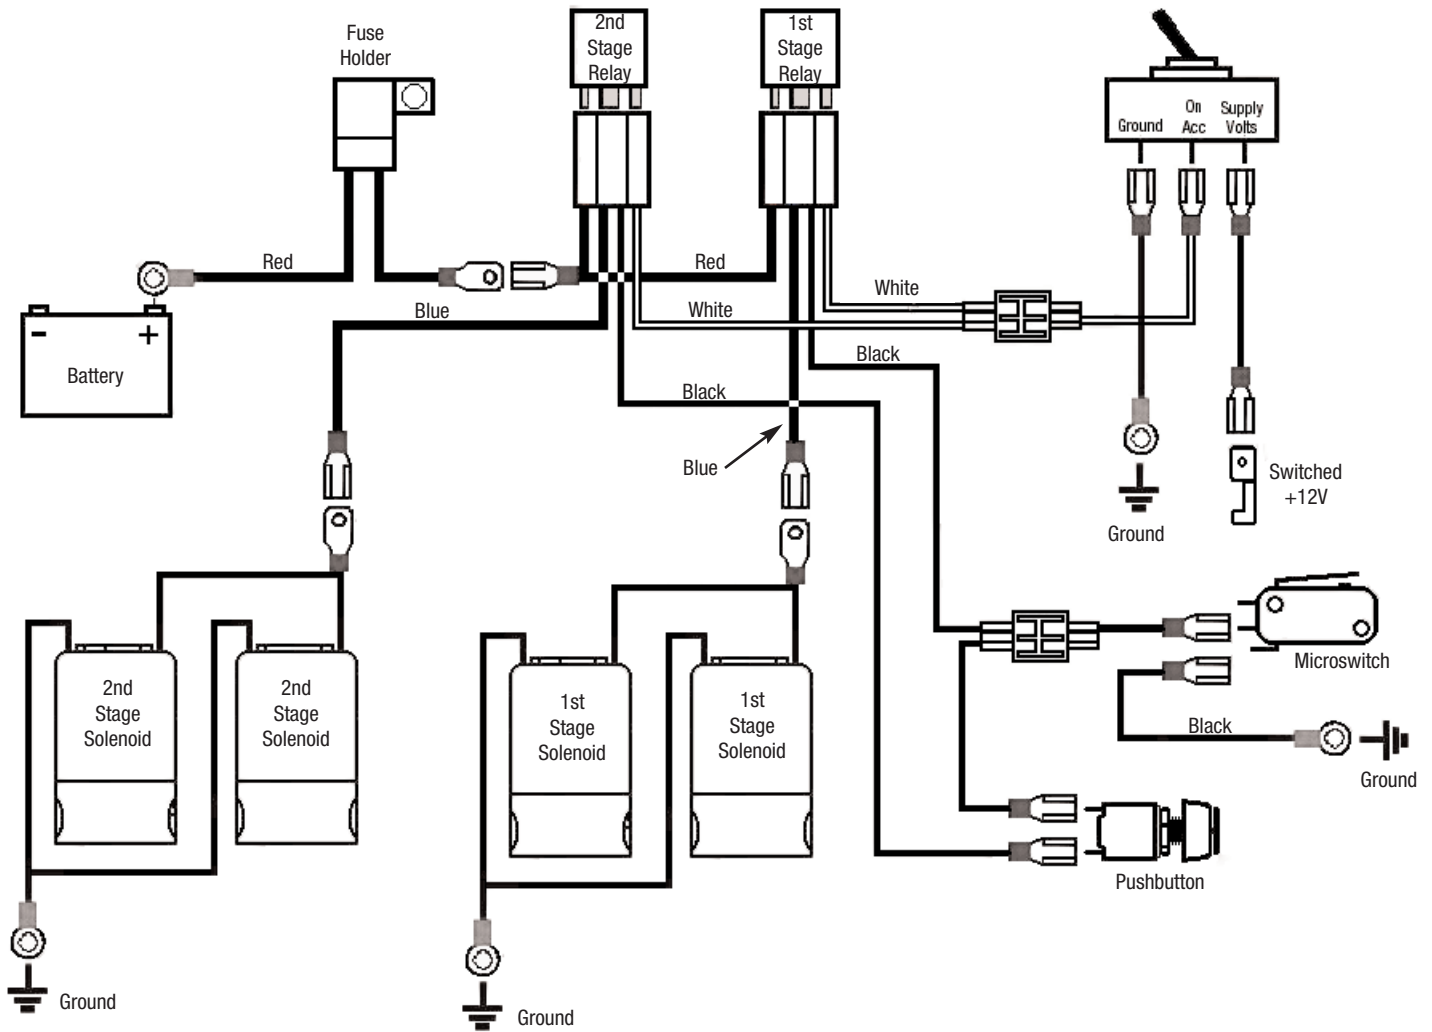 2nd
Stage
Relay
1st
Stage
Relay
Fuse
Holder
Ground
On
Acc
Supply
Volts
Red
Red
White
Blue
White
Battery
-
+
Black
Black
Blue
Switched
+12V
Ground
Microswitch
2nd
Stage
Solenoid
2nd
Stage
Solenoid
1st
Stage
Solenoid
1st
Stage
Solenoid
Black
Ground
Pushbutton
Ground
Ground